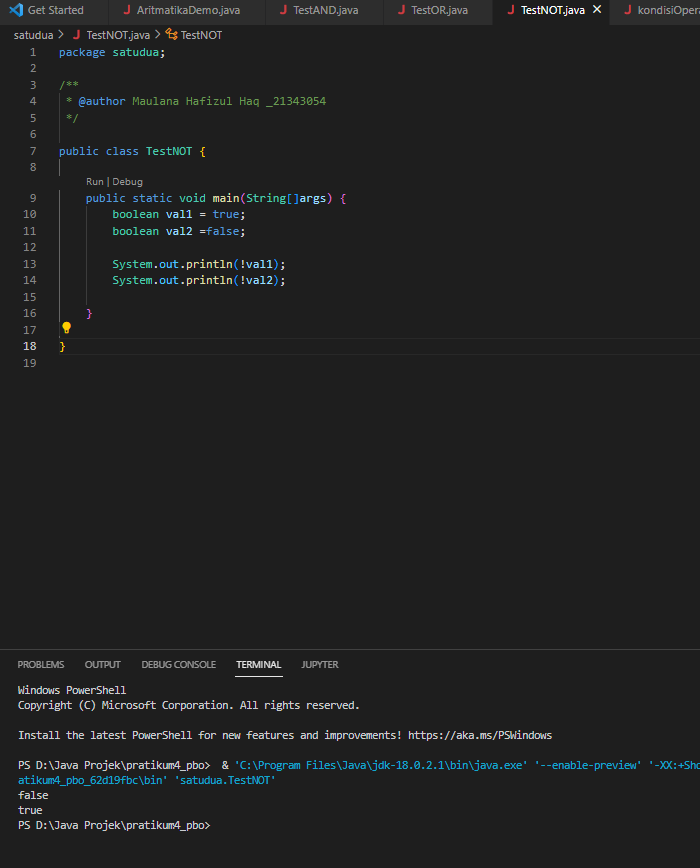 Get Started AritmatikaDemo.java TestAND.java TestOR.java TestNOT.java kondisiOpera
satudua > TestNOT.java > TestNOT
1 package satudua;
2
3 /**
4  * @author Maulana Hafizul Haq _21343054
5  */
6
7 public class TestNOT {
8
Run | Debug
9     public static void main(String[]args) {
10         boolean val1 = true;
11         boolean val2 =false;
12
13         System.out.println(!val1);
14         System.out.println(!val2);
15
16     }
17
18 }
19
PROBLEMS OUTPUT DEBUG CONSOLE TERMINAL JUPYTER
Windows PowerShell
Copyright (C) Microsoft Corporation. All rights reserved.
Install the latest PowerShell for new features and improvements! https://aka.ms/PSWindows
PS D:\Java Projek\pratikum4_pbo>  & 'C:\Program Files\Java\jdk-18.0.2.1\bin\java.exe' '--enable-preview' '-XX:+Sho
atikum4_pbo_62d19fbc\bin' 'satudua.TestNOT'
false
true
PS D:\Java Projek\pratikum4_pbo>